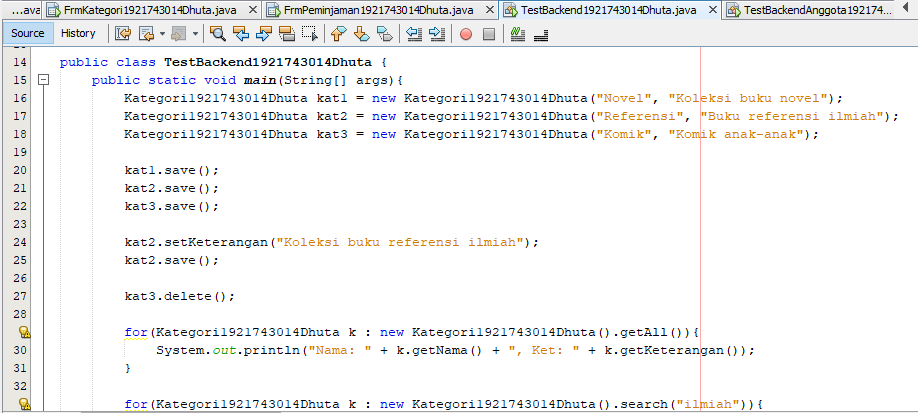 ...ava FrmKategori1921743014Dhuta.java FrmPeminjaman1921743014Dhuta.java TestBackend1921743014Dhuta.java TestBackendAnggota192174...
Source History
14 public class TestBackend1921743014Dhuta {
15 public static void main(String[] args){
16 Kategori1921743014Dhuta kat1 = new Kategori1921743014Dhuta("Novel", "Koleksi buku novel");
17 Kategori1921743014Dhuta kat2 = new Kategori1921743014Dhuta("Referensi", "Buku referensi ilmiah");
18 Kategori1921743014Dhuta kat3 = new Kategori1921743014Dhuta("Komik", "Komik anak-anak");
19
20 kat1.save();
21 kat2.save();
22 kat3.save();
23
24 kat2.setKeterangan("Koleksi buku referensi ilmiah");
25 kat2.save();
26
27 kat3.delete();
28
for(Kategori1921743014Dhuta k : new Kategori1921743014Dhuta().getAll()){
30 System.out.println("Nama: " + k.getNama() + ", Ket: " + k.getKeterangan());
31 }
32
for(Kategori1921743014Dhuta k : new Kategori1921743014Dhuta().search("ilmiah")){